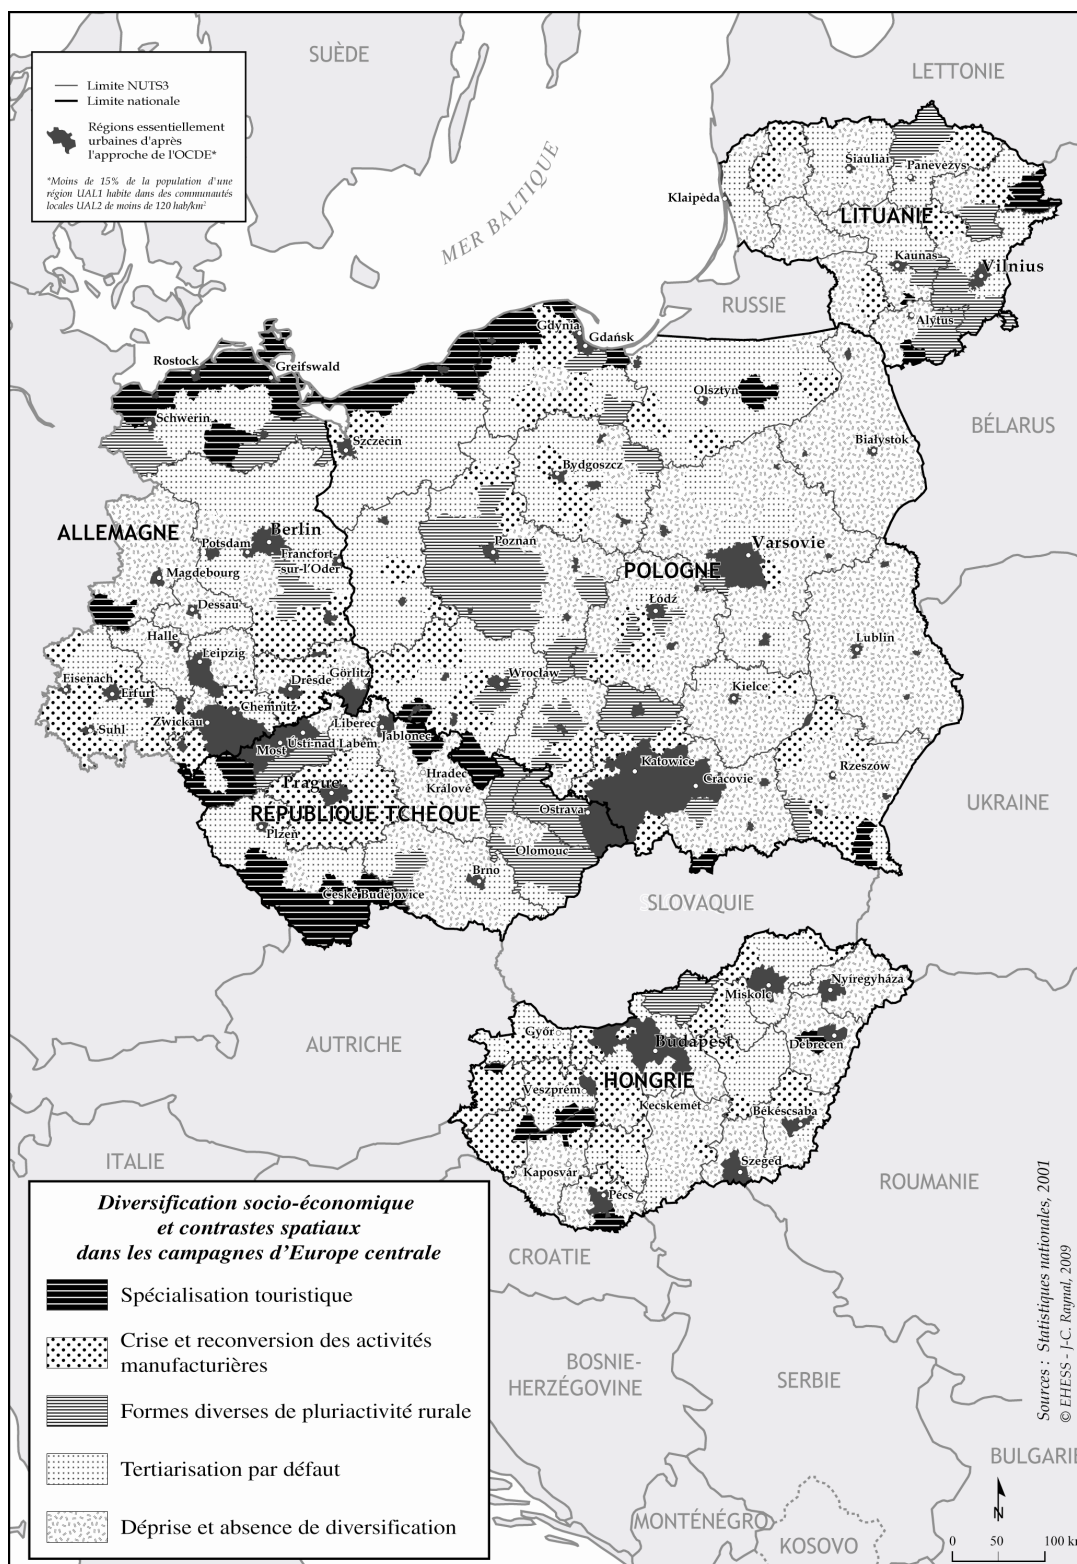 SUÈDE
LETTONIE
Limite NUTS3
Limite nationale
Régions essentiellement
urbaines d'après
l'approche de l'OCDE*
*Moins de 15% de la population d'une
région UAL1 habite dans des communautés
locales UAL2 de moins de 120 hab/km²
MER BALTIQUE
Šiauliai
Panevėžys
Klaipėda
LITUANIE
Kaunas
Vilnius
RUSSIE
Alytus
Gdynia
Gdańsk
Rostock
Greifswald
Olsztyn
Schwerin
BÉLARUS
Szczecin
Białystok
Bydgoszcz
ALLEMAGNE
Berlin
Potsdam
Francfort-
sur-l'Oder
Poznań
Varsovie
POLOGNE
Magdebourg
Dessau
Łódź
Halle
Leipzig
Lublin
Eisenach
Erfurt
Drésde
Görlitz
Wrocław
Kielce
Chemnitz
Zwickau
Suhl
Liberec
Jablonec
Most
Ústí nad Labem
Katowice
Cracovie
Rzeszów
Hradec
Králové
Prague
RÉPUBLIQUE TCHÈQUE
Ostrava
UKRAINE
Plzeň
Olomouc
Brno
České Budějovice
SLOVAQUIE
Miskolc
Nyíregyháza
AUTRICHE
Győr
Budapest
Debrecen
HONGRIE
Veszprém
Kecskemét
Békéscsaba
ITALIE
Kaposvár
Szeged
Pécs
ROUMANIE
CROATIE
BOSNIE-
HERZÉGOVINE
SERBIE
BULGARIE
MONTÉNÉGRO
KOSOVO
Diversification socio-économique
et contrastes spatiaux
dans les campagnes d'Europe centrale
Spécialisation touristique
Crise et reconversion des activités
manufacturières
Formes diverses de pluriactivité rurale
Tertiarisation par défaut
Déprise et absence de diversification
Sources : Statistiques nationales, 2001
© EHESS - J-C. Raynal, 2009
N
0 50 100 km